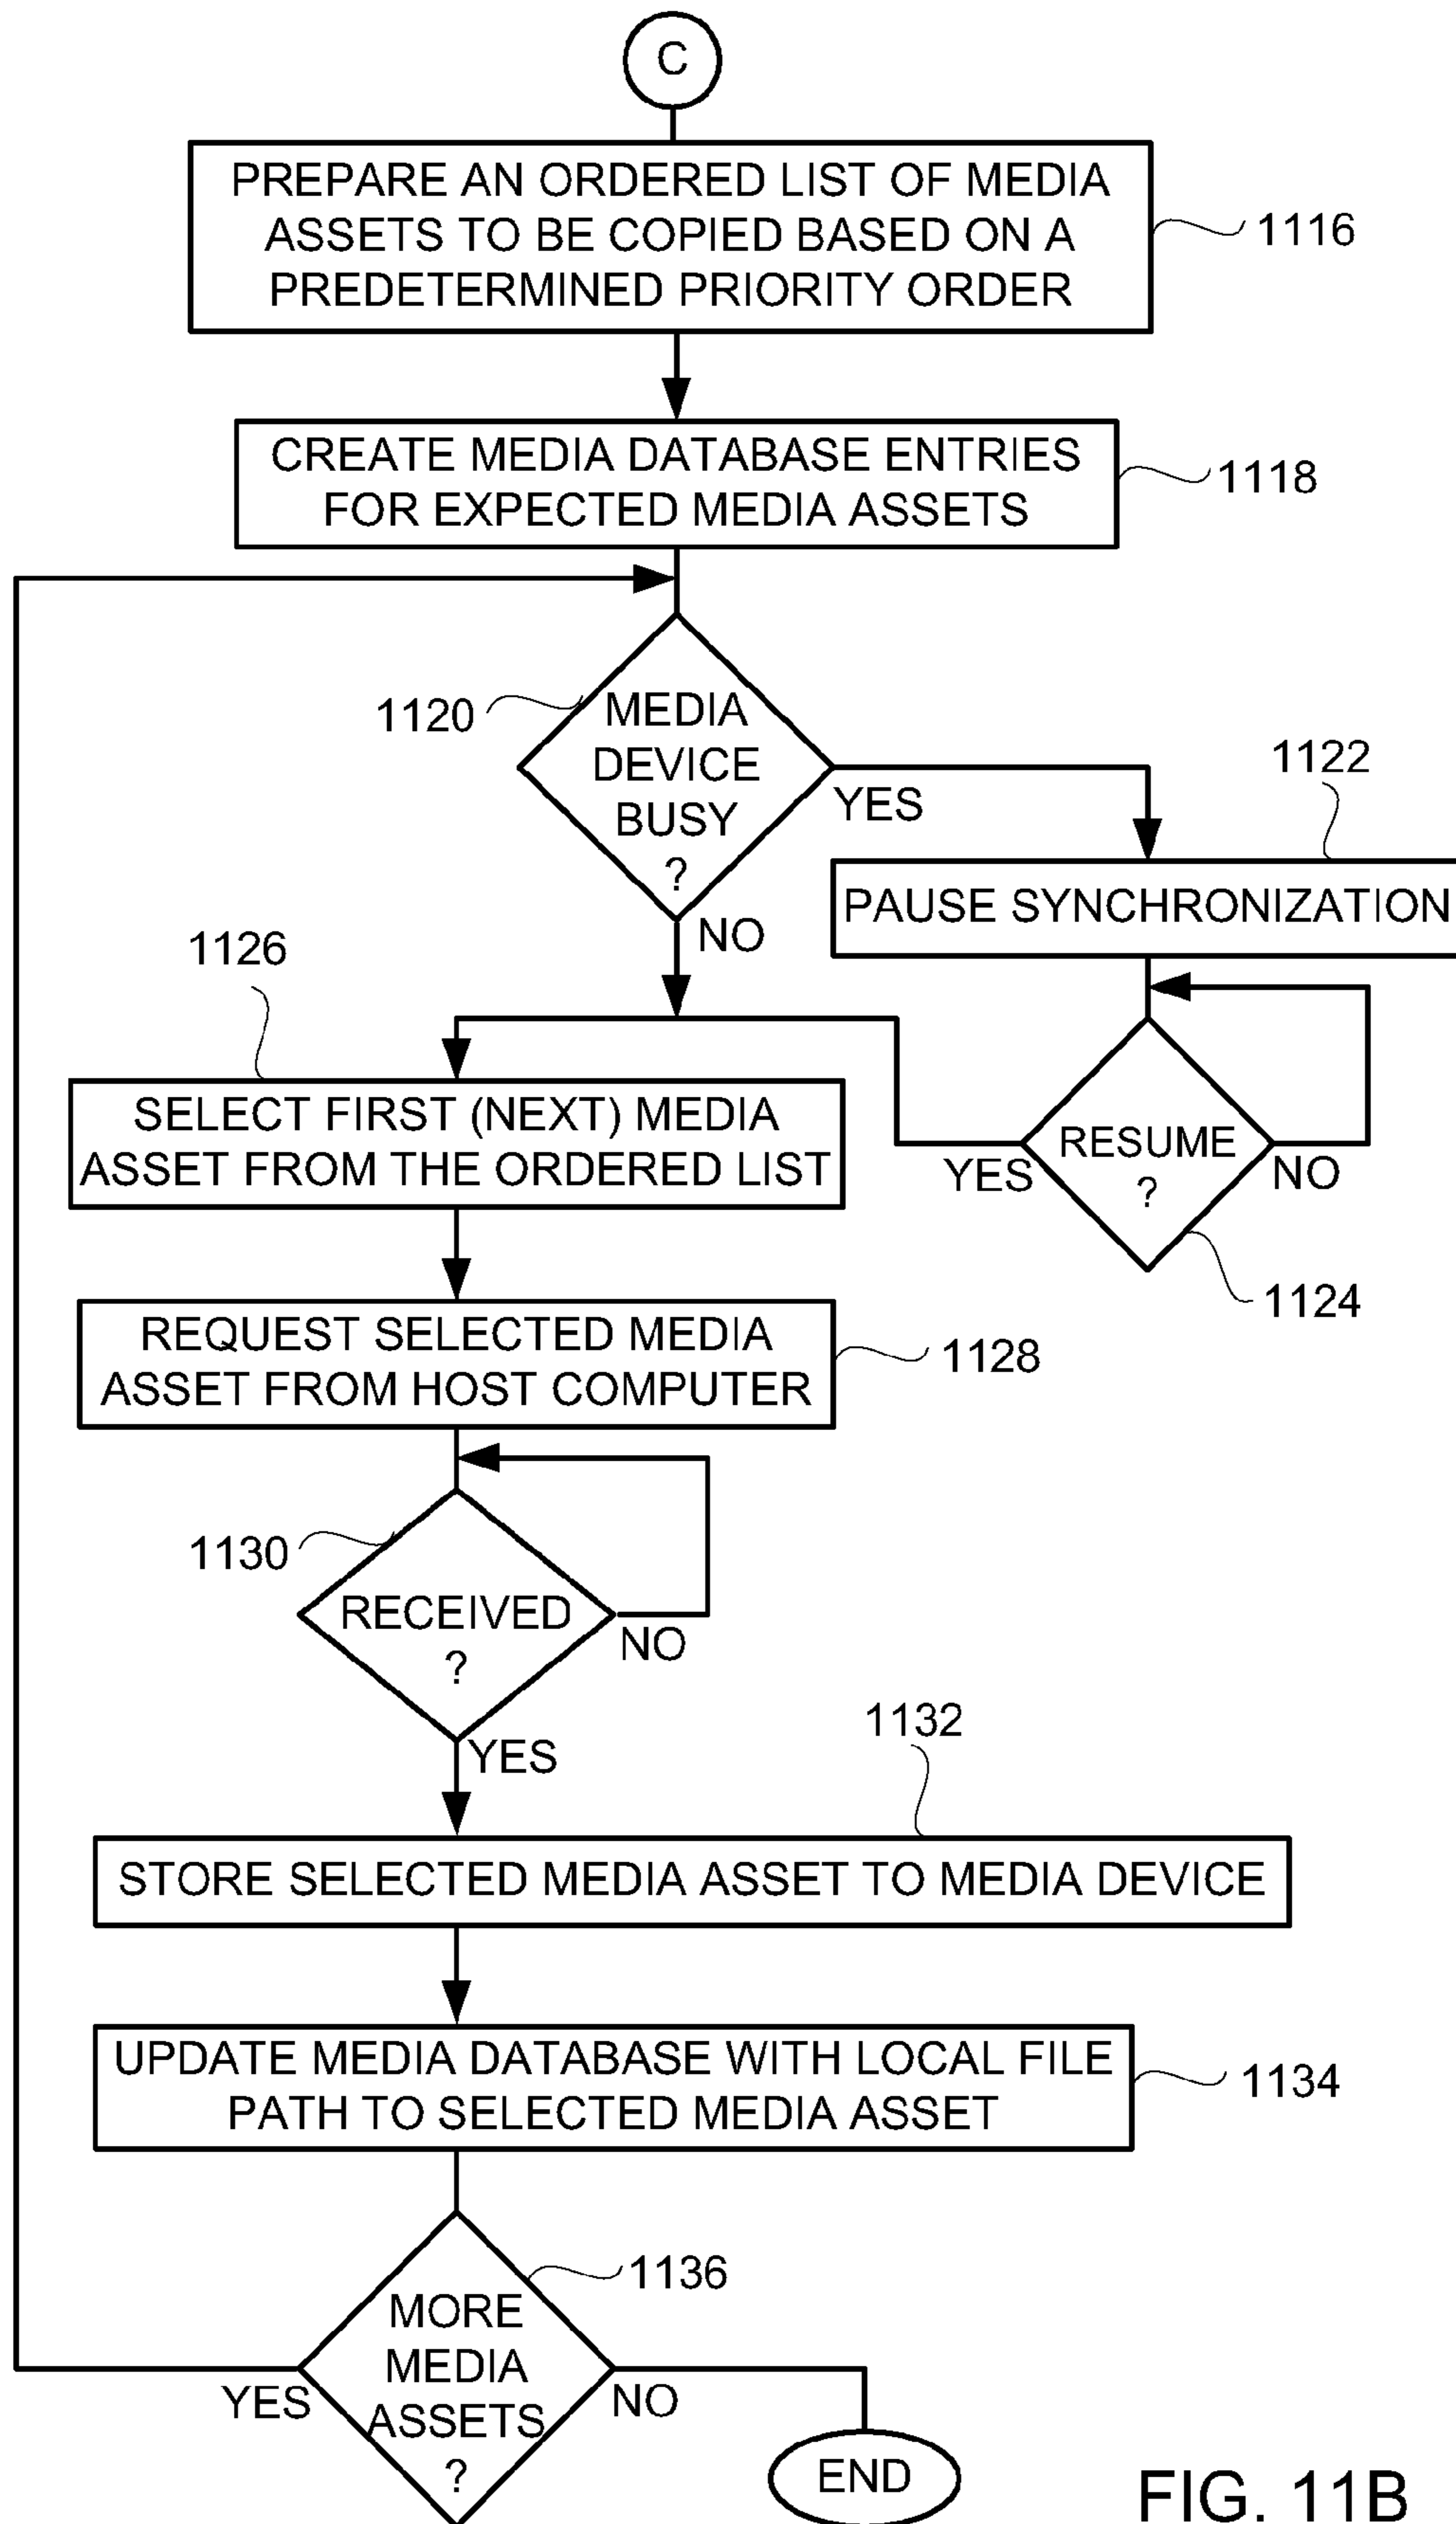 C
PREPARE AN ORDERED LIST OF MEDIA
ASSETS TO BE COPIED BASED ON A
PREDETERMINED PRIORITY ORDER
1116
CREATE MEDIA DATABASE ENTRIES
FOR EXPECTED MEDIA ASSETS
1118
1120
MEDIA
DEVICE
BUSY
?
YES
NO
1122
PAUSE SYNCHRONIZATION
RESUME
?
YES
NO
1124
1126
SELECT FIRST (NEXT) MEDIA
ASSET FROM THE ORDERED LIST
REQUEST SELECTED MEDIA
ASSET FROM HOST COMPUTER
1128
1130
RECEIVED
?
NO
YES
1132
STORE SELECTED MEDIA ASSET TO MEDIA DEVICE
UPDATE MEDIA DATABASE WITH LOCAL FILE
PATH TO SELECTED MEDIA ASSET
1134
1136
MORE
MEDIA
ASSETS
?
YES
NO
END
FIG. 11B